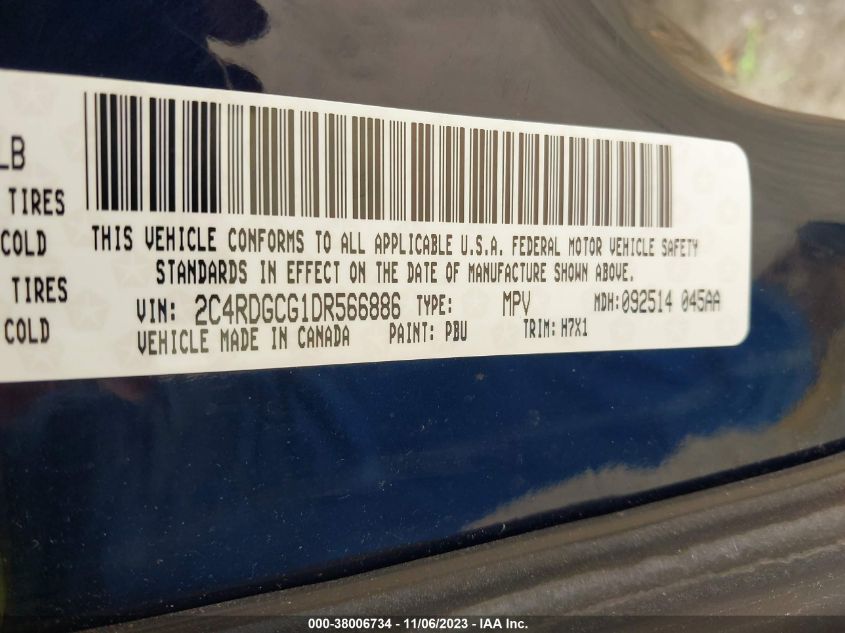 LB
TIRES
COLD
TIRES
COLD
THIS VEHICLE CONFORMS TO ALL APPLICABLE U.S.A. FEDERAL MOTOR VEHICLE SAFETY
STANDARDS IN EFFECT ON THE DATE OF MANUFACTURE SHOWN ABOVE.
VIN: 2C4RDGCG1DR566886 TYPE: MPV MDH:092514 045AA
VEHICLE MADE IN CANADA PAINT: PBU TRIM: H7X1
000-38006734 - 11/06/2023 - IAA Inc.